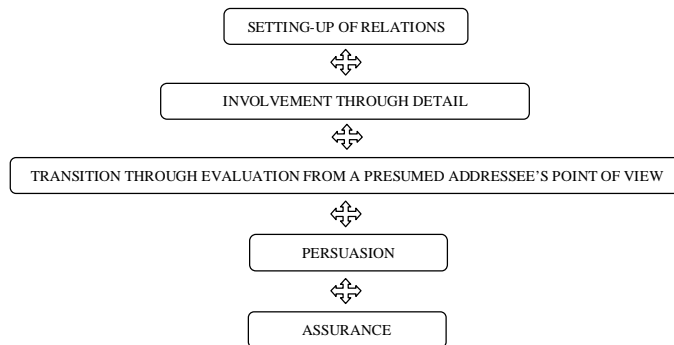 SETTING-UP OF RELATIONS
INVOLVEMENT THROUGH DETAIL
TRANSITION THROUGH EVALUATION FROM A PRESUMED ADDRESSEE'S POINT OF VIEW
PERSUASION
ASSURANCE